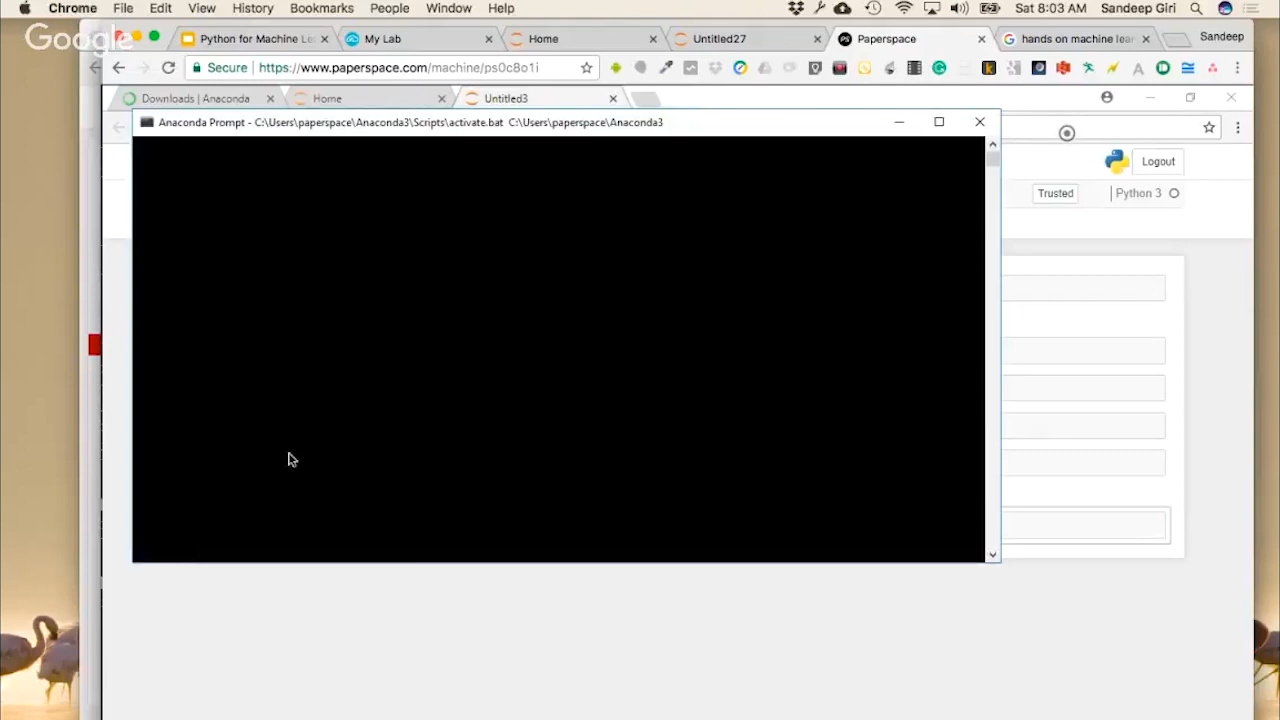 Chrome File Edit View History Bookmarks People Window Help Sat 8:03 AM Sandeep Giri
Google
Python for Machine Le My Lab Home Untitled27 Paperspace hands on machine lear Sandeep
Secure https://www.paperspace.com/machine/ps0c8o1i
Downloads | Anaconda Home Untitled3
Anaconda Prompt - C:\Users\paperspace\Anaconda3\Scripts\activate.bat C:\Users\paperspace\Anaconda3
Logout
Trusted Python 3